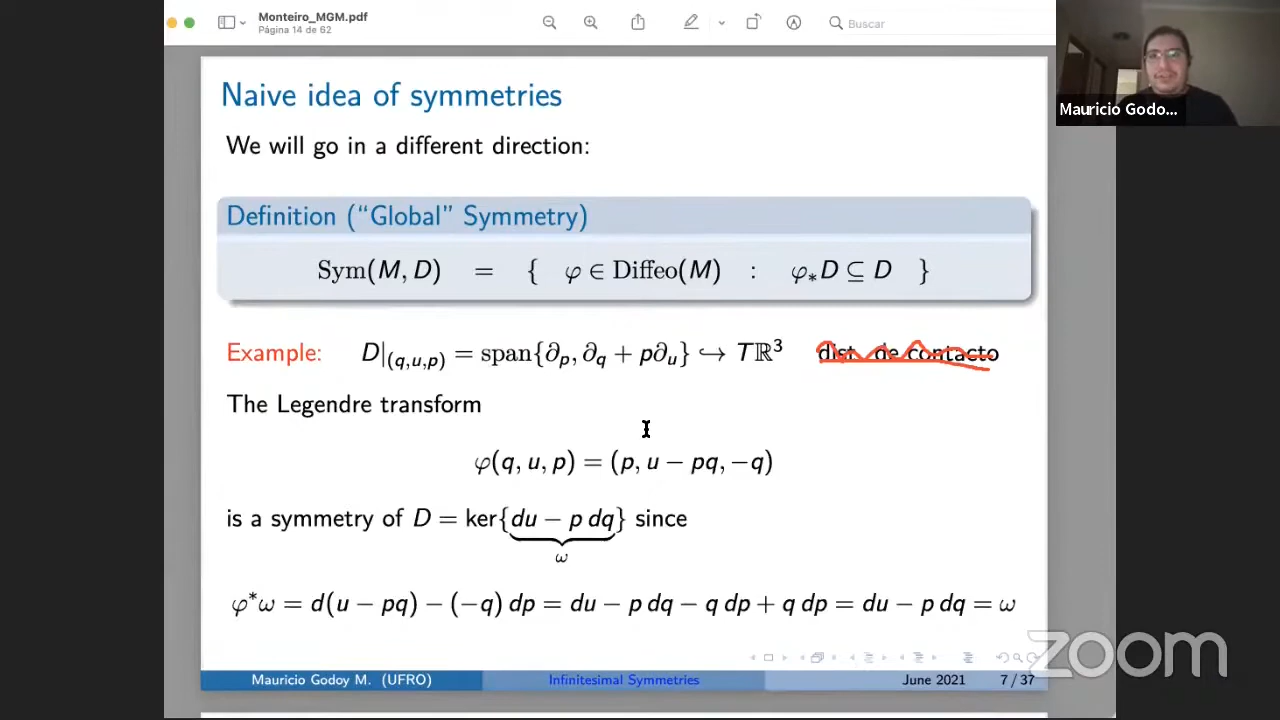 Monteiro_MGM.pdf
Página 14 de 62
Buscar
Mauricio Godo...
Naive idea of symmetries
We will go in a different direction:
Definition (“Global” Symmetry)
Sym(M, D) = { φ ∈ Diffeo(M) : φ∗D ⊆ D }
Example: D|(q,u,p) = span{∂p, ∂q + p∂u} ↪ Tℝ³ dist. de contacto
The Legendre transform
φ(q, u, p) = (p, u − pq, −q)
is a symmetry of D = ker{du − p dq} since
ω
φ*ω = d(u − pq) − (−q) dp = du − p dq − q dp + q dp = du − p dq = ω
zoom
Mauricio Godoy M. (UFRO) Infinitesimal Symmetries June 2021 7 / 37